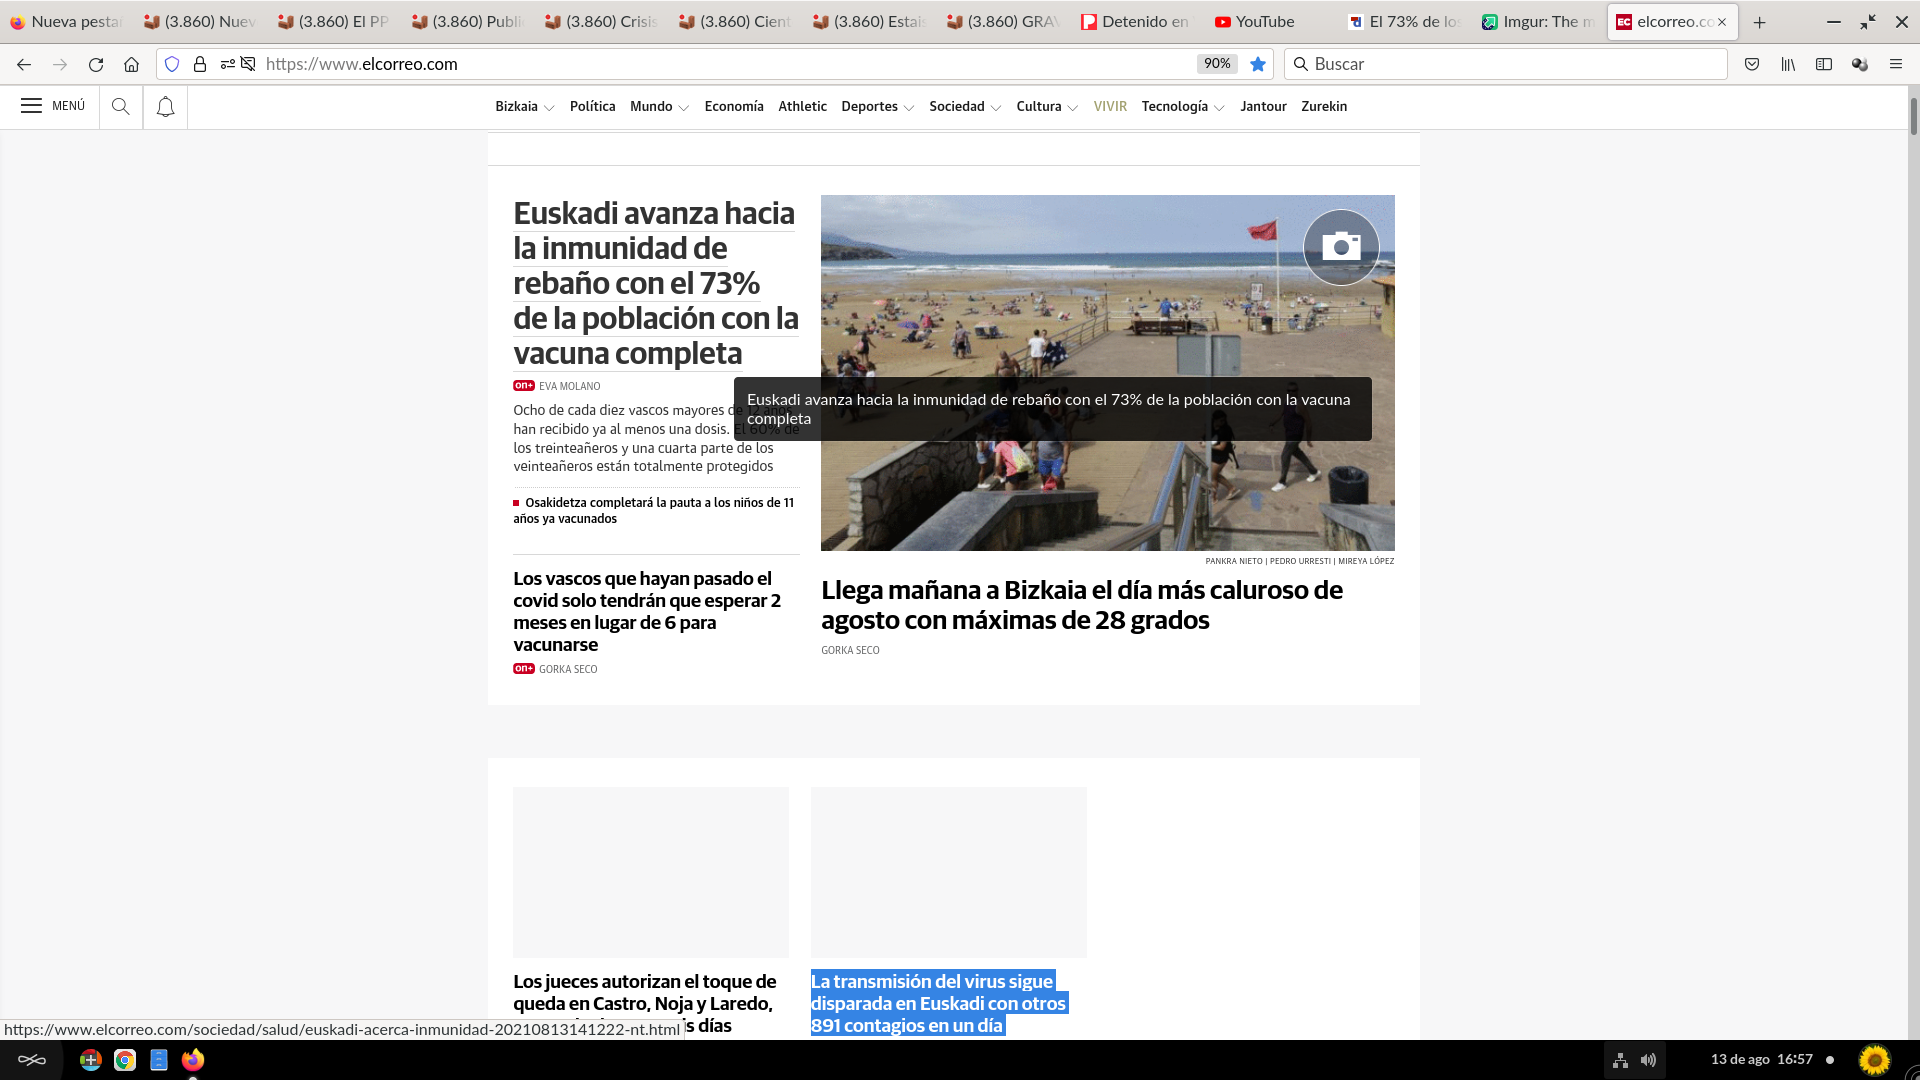 Nueva pestañ
(3.860) Nuev
(3.860) El PP
(3.860) Publi
(3.860) Crisis
(3.860) Cient
(3.860) Estais
(3.860) GRAV
Detenido en
YouTube
El 73% de los
Imgur: The m
EC elcorreo.co
https://www.elcorreo.com
90%
Buscar
MENÚ
Bizkaia Política Mundo Economía Athletic Deportes Sociedad Cultura VIVIR Tecnología Jantour Zurekin
Euskadi avanza hacia
la inmunidad de
rebaño con el 73%
de la población con la
vacuna completa
on+ EVA MOLANO
Ocho de cada diez vascos mayores de 12 años
han recibido ya al menos una dosis. El 60% de
los treinteañeros y una cuarta parte de los
veinteañeros están totalmente protegidos
Osakidetza completará la pauta a los niños de 11
años ya vacunados
Los vascos que hayan pasado el
covid solo tendrán que esperar 2
meses en lugar de 6 para
vacunarse
on+ GORKA SECO
Euskadi avanza hacia la inmunidad de rebaño con el 73% de la población con la vacuna
completa
PANKRA NIETO | PEDRO URRESTI | MIREYA LÓPEZ
Llega mañana a Bizkaia el día más caluroso de
agosto con máximas de 28 grados
GORKA SECO
Los jueces autorizan el toque de
queda en Castro, Noja y Laredo,
días
La transmisión del virus sigue
disparada en Euskadi con otros
891 contagios en un día
https://www.elcorreo.com/sociedad/salud/euskadi-acerca-inmunidad-20210813141222-nt.html
13 de ago 16:57